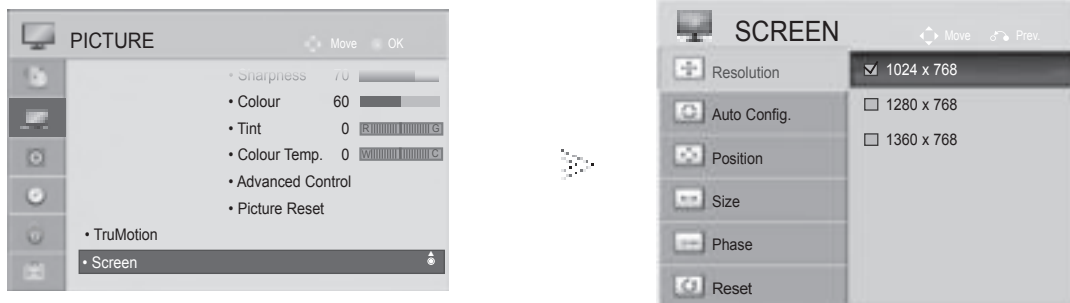 PICTURE
Move OK
• Sharpness 70
• Colour 60
• Tint 0 R G
• Colour Temp. 0 W C
• Advanced Control
• Picture Reset
• TruMotion
• Screen
SCREEN
Move Prev.
Resolution
Auto Config.
Position
Size
Phase
Reset
1024 x 768
1280 x 768
1360 x 768